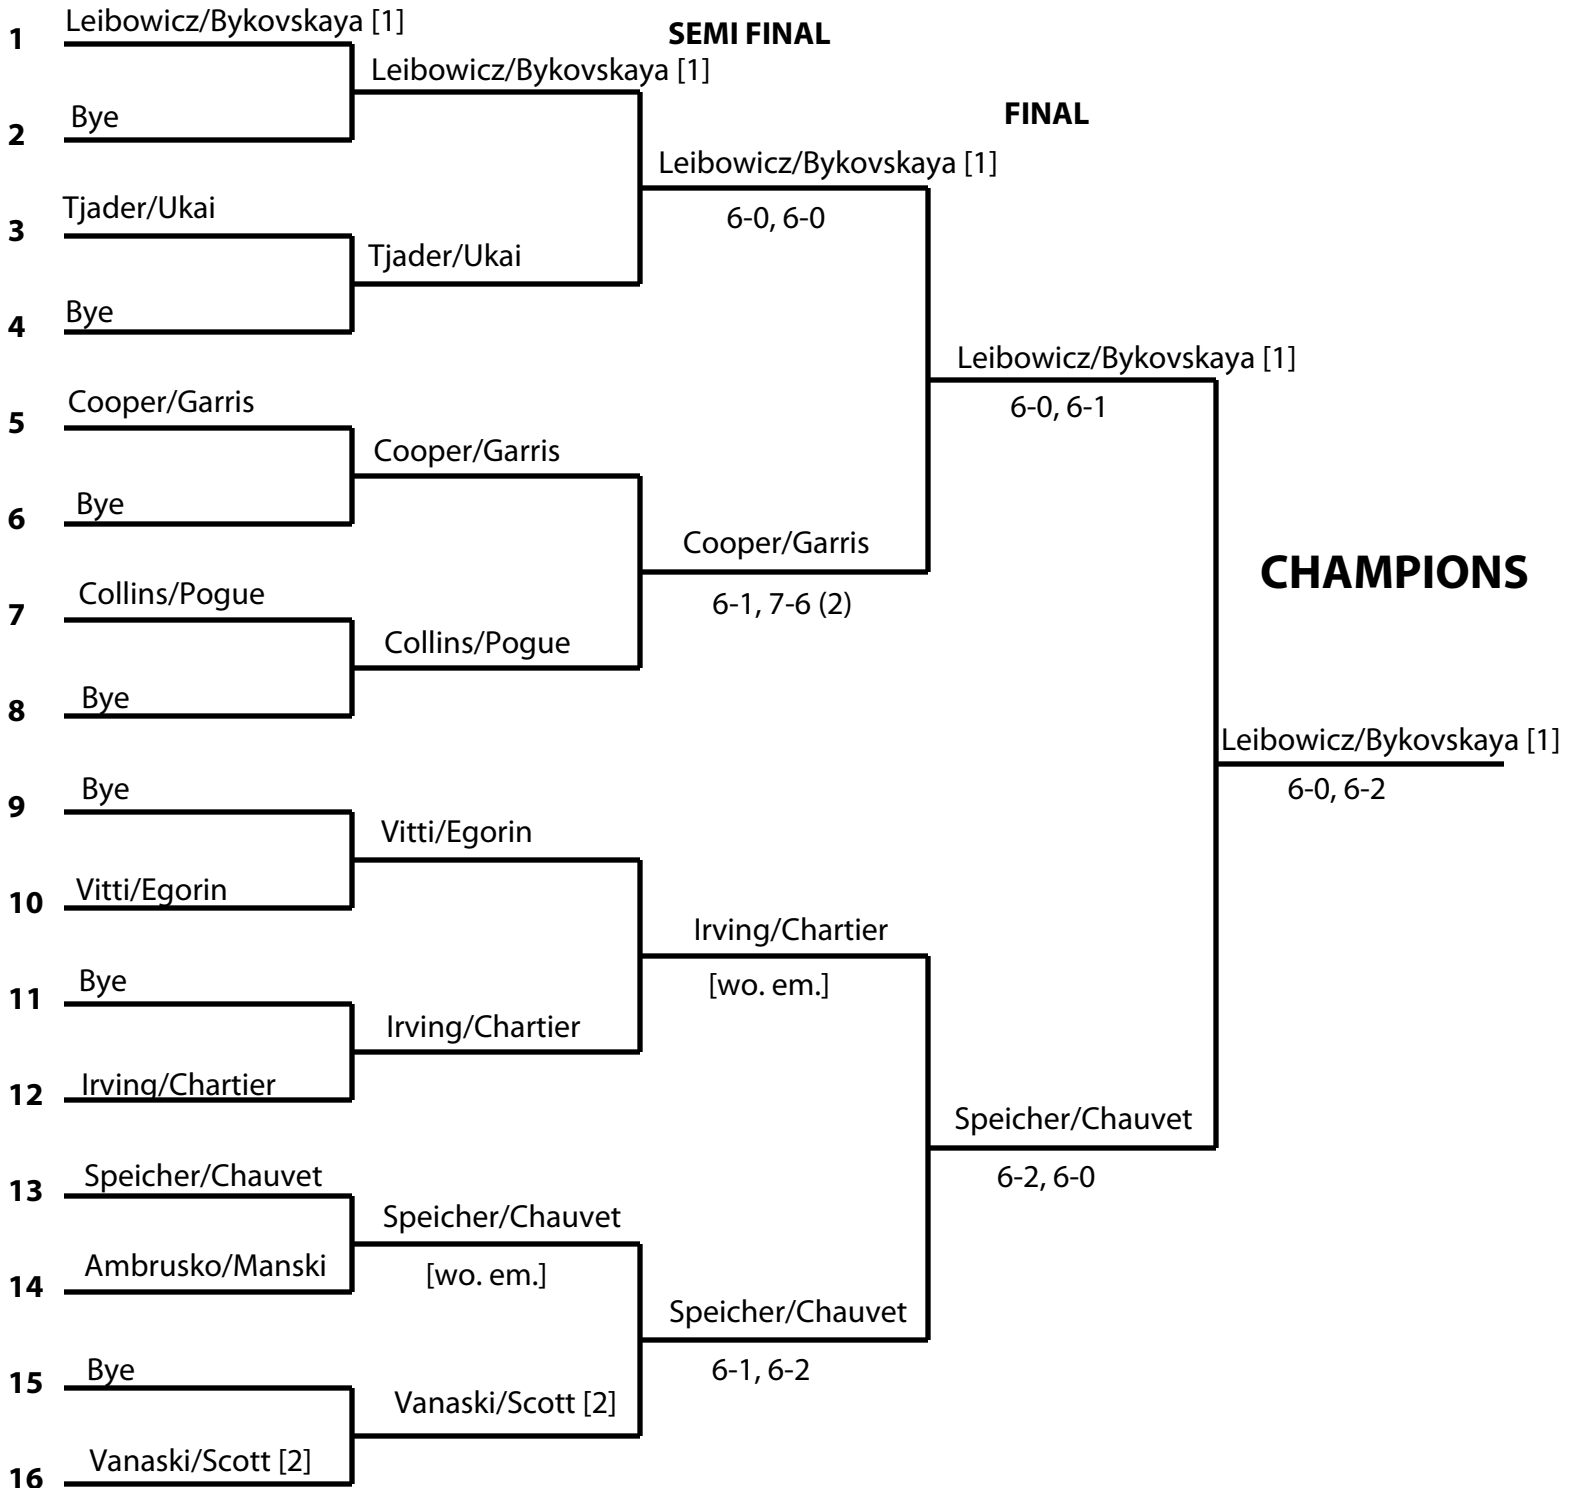 1
Leibowicz/Bykovskaya [1]
2
Bye
3
Tjader/Ukai
4
Bye
5
Cooper/Garris
6
Bye
7
Collins/Pogue
8
Bye
9
Bye
10
Vitti/Egorin
11
Bye
12
Irving/Chartier
13
Speicher/Chauvet
14
Ambrusko/Manski
15
Bye
16
Vanaski/Scott [2]
Leibowicz/Bykovskaya [1]
Tjader/Ukai
Cooper/Garris
Collins/Pogue
Vitti/Egorin
Irving/Chartier
Speicher/Chauvet
[wo. em.]
Vanaski/Scott [2]
SEMI FINAL
Leibowicz/Bykovskaya [1]
6-0, 6-0
Cooper/Garris
6-1, 7-6 (2)
Irving/Chartier
[wo. em.]
Speicher/Chauvet
6-1, 6-2
FINAL
Leibowicz/Bykovskaya [1]
6-0, 6-1
Speicher/Chauvet
6-2, 6-0
CHAMPIONS
Leibowicz/Bykovskaya [1]
6-0, 6-2